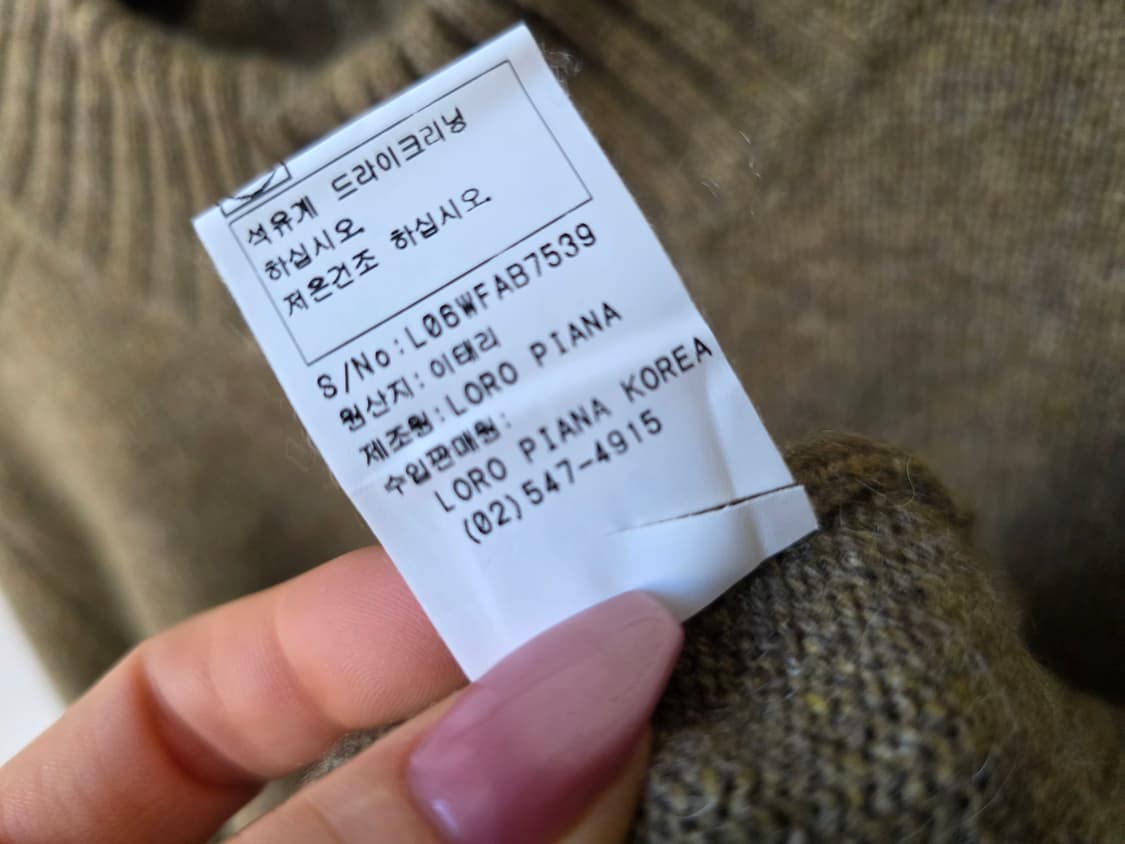 석유계 드라이크리닝
하십시오.
저온건조 하십시오.
S/No:L06WFAB7539
원산지:이태리
제조원:LORO PIANA
수입판매원:
LORO PIANA KOREA
(02)547-4915